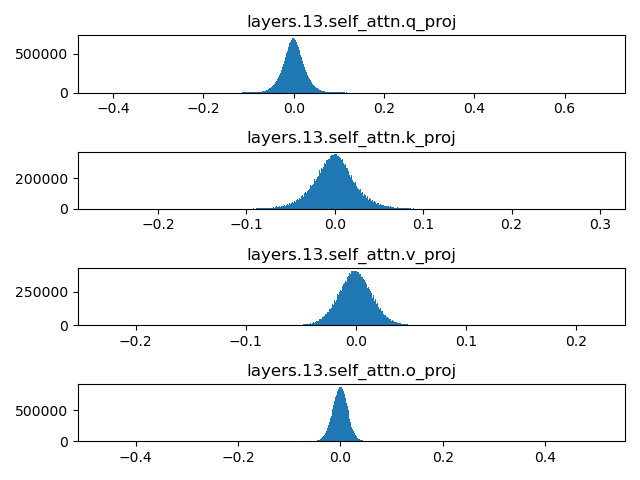 layers.13.self_attn.q_proj
500000
0
−0.4 −0.2 0.0 0.2 0.4 0.6
layers.13.self_attn.k_proj
200000
0
−0.2 −0.1 0.0 0.1 0.2 0.3
layers.13.self_attn.v_proj
250000
0
−0.2 −0.1 0.0 0.1 0.2
layers.13.self_attn.o_proj
500000
0
−0.4 −0.2 0.0 0.2 0.4